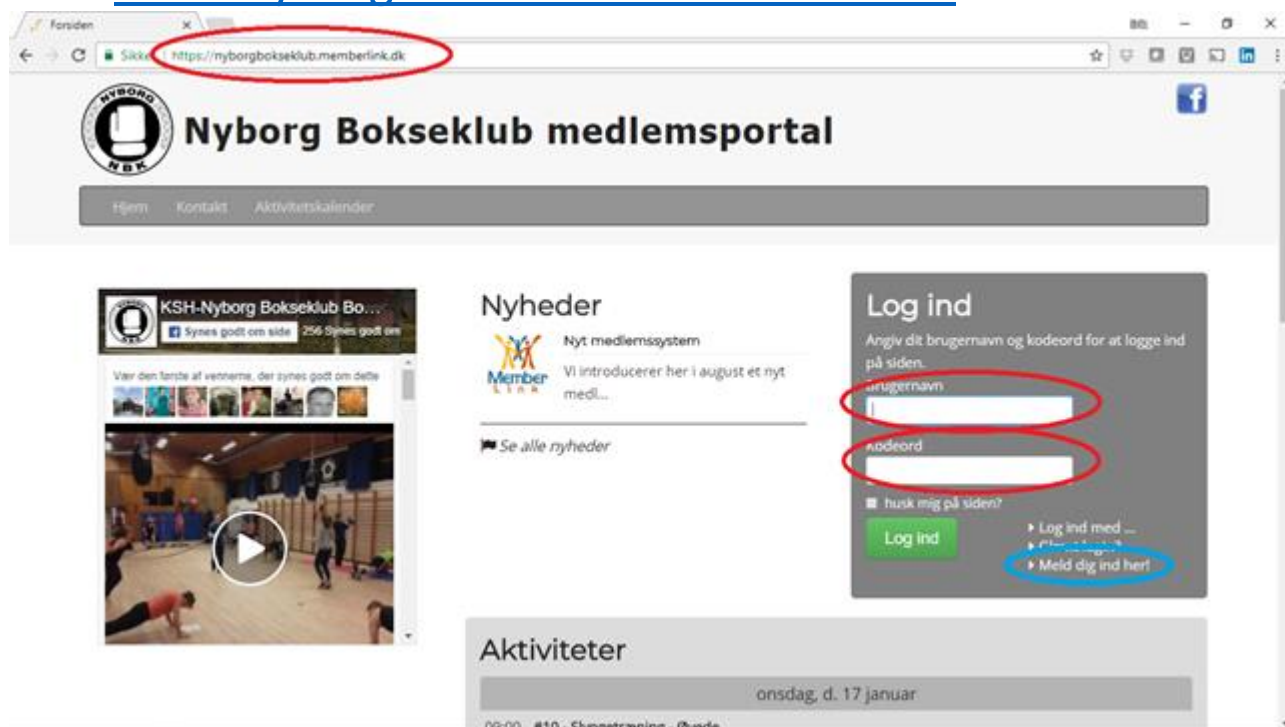 Forsiden
https://nyborgbokseklub.memberlink.dk
NYBORG
NBK
Nyborg Bokseklub medlemsportal
Hjem Kontakt Aktivitetskalender
KSH-Nyborg Bokseklub Bo...
Synes godt om side 256 Synes godt om
Vær den første af vennerne, der synes godt om dette
Nyheder
Nyt medlemssystem
Member
Link
Vi introducerer her i august et nyt
medl...
Se alle nyheder
Log ind
Angiv dit brugernavn og kodeord for at logge ind
på siden.
Brugernavn
Kodeord
husk mig på siden?
Log ind
Log ind med ...
Meld dig ind her!
Aktiviteter
onsdag, d. 17 januar